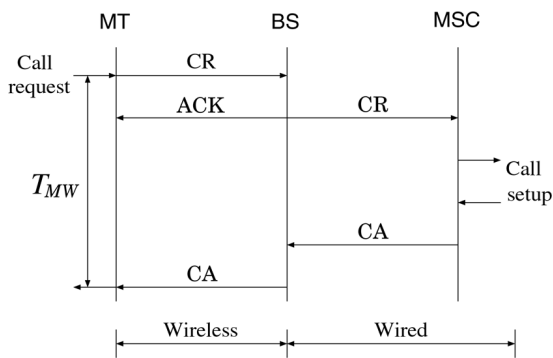 MT BS MSC
Call
request
CR
ACK CR
T_MW
Call
setup
CA
CA
Wireless Wired